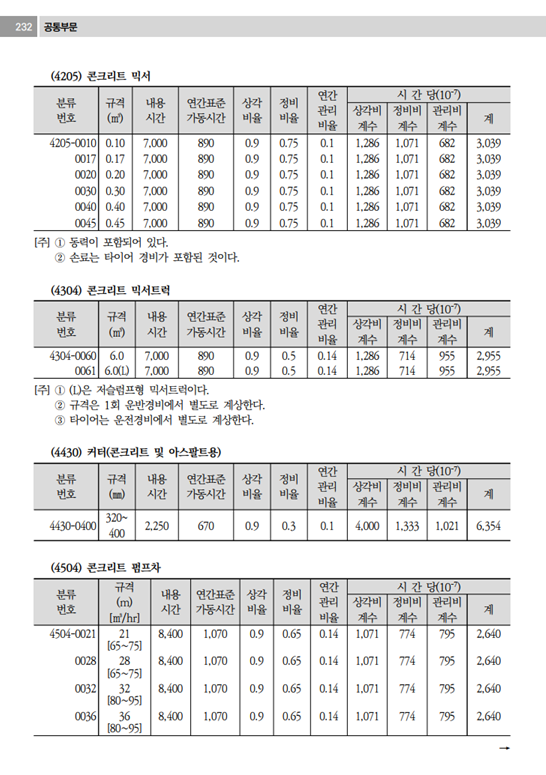 232 공통부문
(4205) 콘크리트 믹서
분류 번호 규격 (㎥) 내용 시간 연간표준 가동시간 상각 비율 정비 비율 연간 관리 비율 시 간 당(10⁻⁷)
상각비 계수 정비비 계수 관리비 계수 계
4205-0010 0.10 7,000 890 0.9 0.75 0.1 1,286 1,071 682 3,039
0017 0.17 7,000 890 0.9 0.75 0.1 1,286 1,071 682 3,039
0020 0.20 7,000 890 0.9 0.75 0.1 1,286 1,071 682 3,039
0030 0.30 7,000 890 0.9 0.75 0.1 1,286 1,071 682 3,039
0040 0.40 7,000 890 0.9 0.75 0.1 1,286 1,071 682 3,039
0045 0.45 7,000 890 0.9 0.75 0.1 1,286 1,071 682 3,039
[주] ① 동력이 포함되어 있다.
② 손료는 타이어 경비가 포함된 것이다.
(4304) 콘크리트 믹서트럭
분류 번호 규격 (㎥) 내용 시간 연간표준 가동시간 상각 비율 정비 비율 연간 관리 비율 시 간 당(10⁻⁷)
상각비 계수 정비비 계수 관리비 계수 계
4304-0060 6.0 7,000 890 0.9 0.5 0.14 1,286 714 955 2,955
0061 6.0(L) 7,000 890 0.9 0.5 0.14 1,286 714 955 2,955
[주] ① (L)은 저슬럼프형 믹서트럭이다.
② 규격은 1회 운반경비에서 별도로 계상한다.
③ 타이어는 운전경비에서 별도로 계상한다.
(4430) 커터(콘크리트 및 아스팔트용)
분류 번호 규격 (㎜) 내용 시간 연간표준 가동시간 상각 비율 정비 비율 연간 관리 비율 시 간 당(10⁻⁷)
상각비 계수 정비비 계수 관리비 계수 계
4430-0400 320~400 2,250 670 0.9 0.3 0.1 4,000 1,333 1,021 6,354
(4504) 콘크리트 펌프차
분류 번호 규격 (m) [㎥/hr] 내용 시간 연간표준 가동시간 상각 비율 정비 비율 연간 관리 비율 시 간 당(10⁻⁷)
상각비 계수 정비비 계수 관리비 계수 계
4504-0021 21 8,400 1,070 0.9 0.65 0.14 1,071 774 795 2,640
[65~75]
0028 28 8,400 1,070 0.9 0.65 0.14 1,071 774 795 2,640
[65~75]
0032 32 8,400 1,070 0.9 0.65 0.14 1,071 774 795 2,640
[80~95]
0036 36 8,400 1,070 0.9 0.65 0.14 1,071 774 795 2,640
[80~95]
→